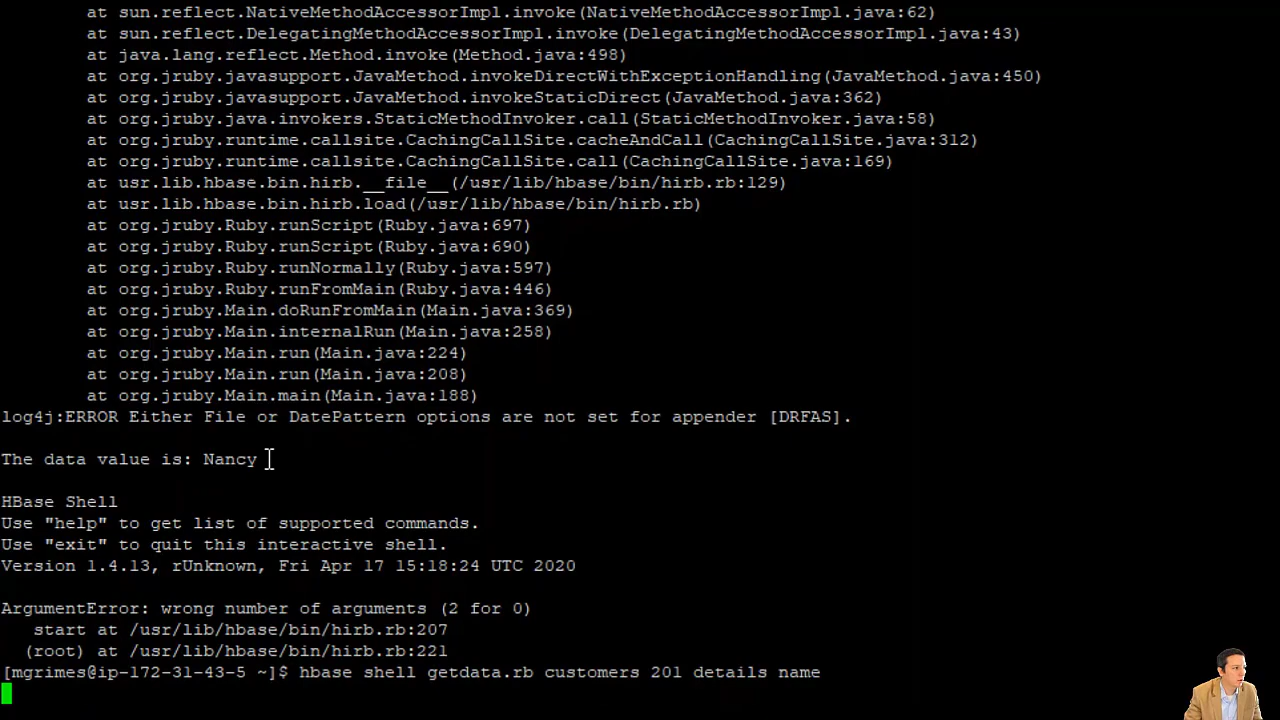 at sun.reflect.NativeMethodAccessorImpl.invoke(NativeMethodAccessorImpl.java:62)
at sun.reflect.DelegatingMethodAccessorImpl.invoke(DelegatingMethodAccessorImpl.java:43)
at java.lang.reflect.Method.invoke(Method.java:498)
at org.jruby.javasupport.JavaMethod.invokeDirectWithExceptionHandling(JavaMethod.java:450)
at org.jruby.javasupport.JavaMethod.invokeStaticDirect(JavaMethod.java:362)
at org.jruby.java.invokers.StaticMethodInvoker.call(StaticMethodInvoker.java:58)
at org.jruby.runtime.callsite.CachingCallSite.cacheAndCall(CachingCallSite.java:312)
at org.jruby.runtime.callsite.CachingCallSite.call(CachingCallSite.java:169)
at usr.lib.hbase.bin.hirb.__file__(/usr/lib/hbase/bin/hirb.rb:129)
at usr.lib.hbase.bin.hirb.load(/usr/lib/hbase/bin/hirb.rb)
at org.jruby.Ruby.runScript(Ruby.java:697)
at org.jruby.Ruby.runScript(Ruby.java:690)
at org.jruby.Ruby.runNormally(Ruby.java:597)
at org.jruby.Ruby.runFromMain(Ruby.java:446)
at org.jruby.Main.doRunFromMain(Main.java:369)
at org.jruby.Main.internalRun(Main.java:258)
at org.jruby.Main.run(Main.java:224)
at org.jruby.Main.run(Main.java:208)
at org.jruby.Main.main(Main.java:188)
log4j:ERROR Either File or DatePattern options are not set for appender [DRFAS].
The data value is: Nancy
HBase Shell
Use "help" to get list of supported commands.
Use "exit" to quit this interactive shell.
Version 1.4.13, rUnknown, Fri Apr 17 15:18:24 UTC 2020
ArgumentError: wrong number of arguments (2 for 0)
start at /usr/lib/hbase/bin/hirb.rb:207
(root) at /usr/lib/hbase/bin/hirb.rb:221
[mgrimes@ip-172-31-43-5 ~]$ hbase shell getdata.rb customers 201 details name